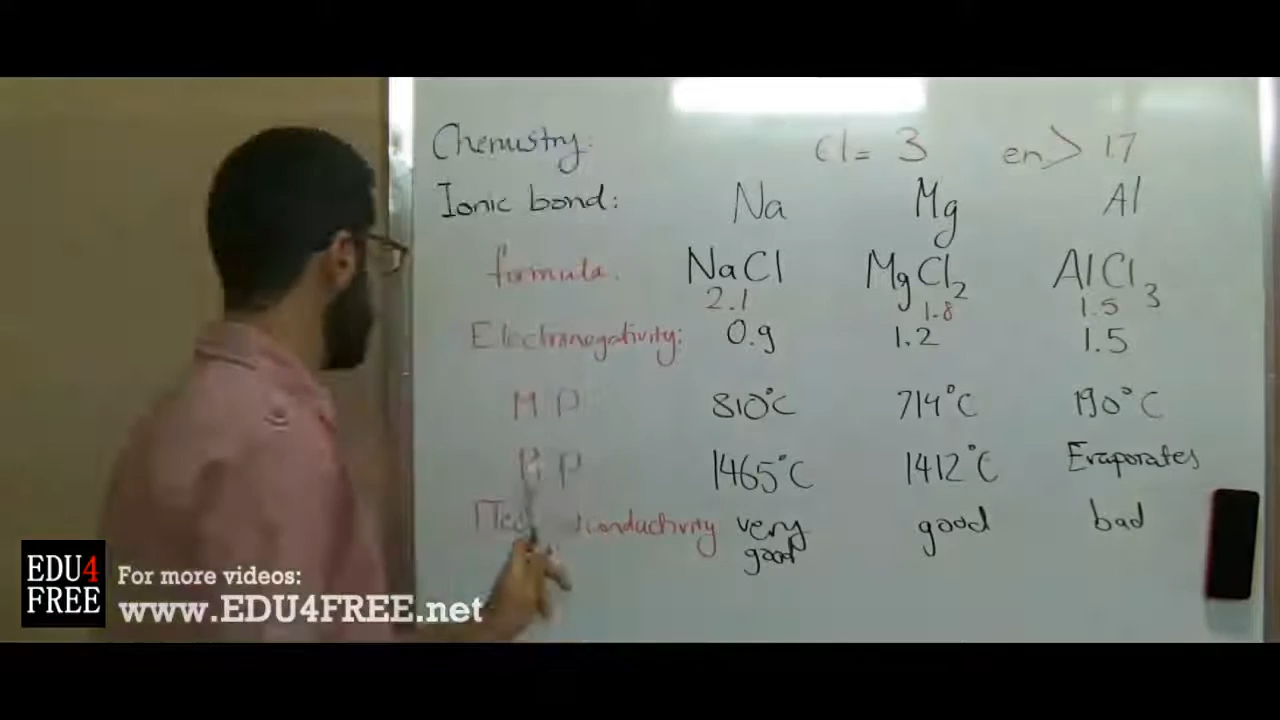 Chemistry:
Cl = 3 en > 1.7
Ionic bond: Na Mg Al
formula. NaCl MgCl2 AlCl3
2.1 1.8 1.5
Electronegativity: 0.9 1.2 1.5
M P 810°C 714°C 190°C
B P 1465°C 1412°C Evaporates
conductivity very good bad
good
EDU4
FREE
For more videos:
www.EDU4FREE.net